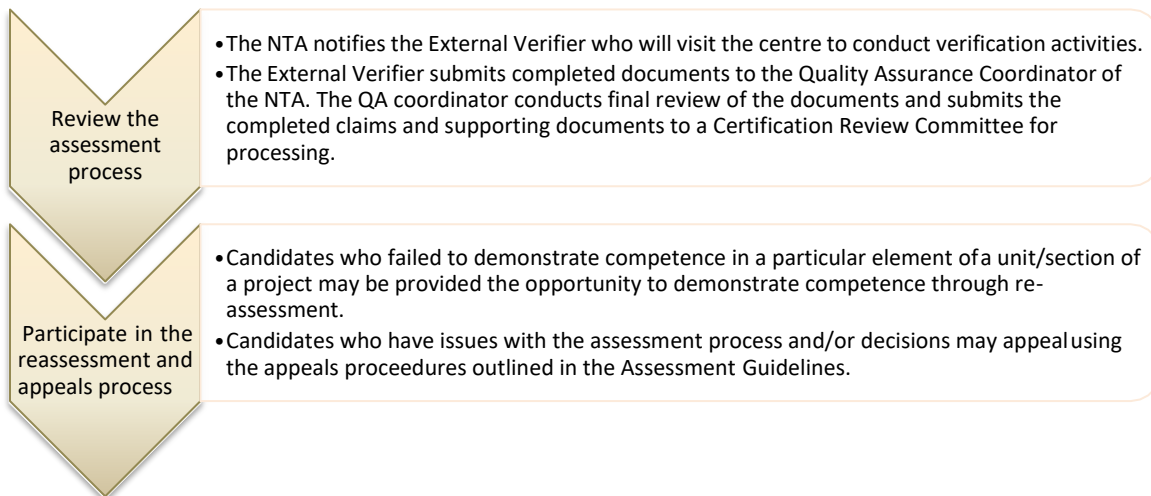 Review the
assessment
process
•The NTA notifies the External Verifier who will visit the centre to conduct verification activities.
•The External Verifier submits completed documents to the Quality Assurance Coordinator of
the NTA. The QA coordinator conducts final review of the documents and submits the
completed claims and supporting documents to a Certification Review Committee for
processing.
Participate in the
reassessment and
appeals process
•Candidates who failed to demonstrate competence in a particular element of a unit/section of
a project may be provided the opportunity to demonstrate competence through re-
assessment.
•Candidates who have issues with the assessment process and/or decisions may appeal using
the appeals proceedures outlined in the Assessment Guidelines.